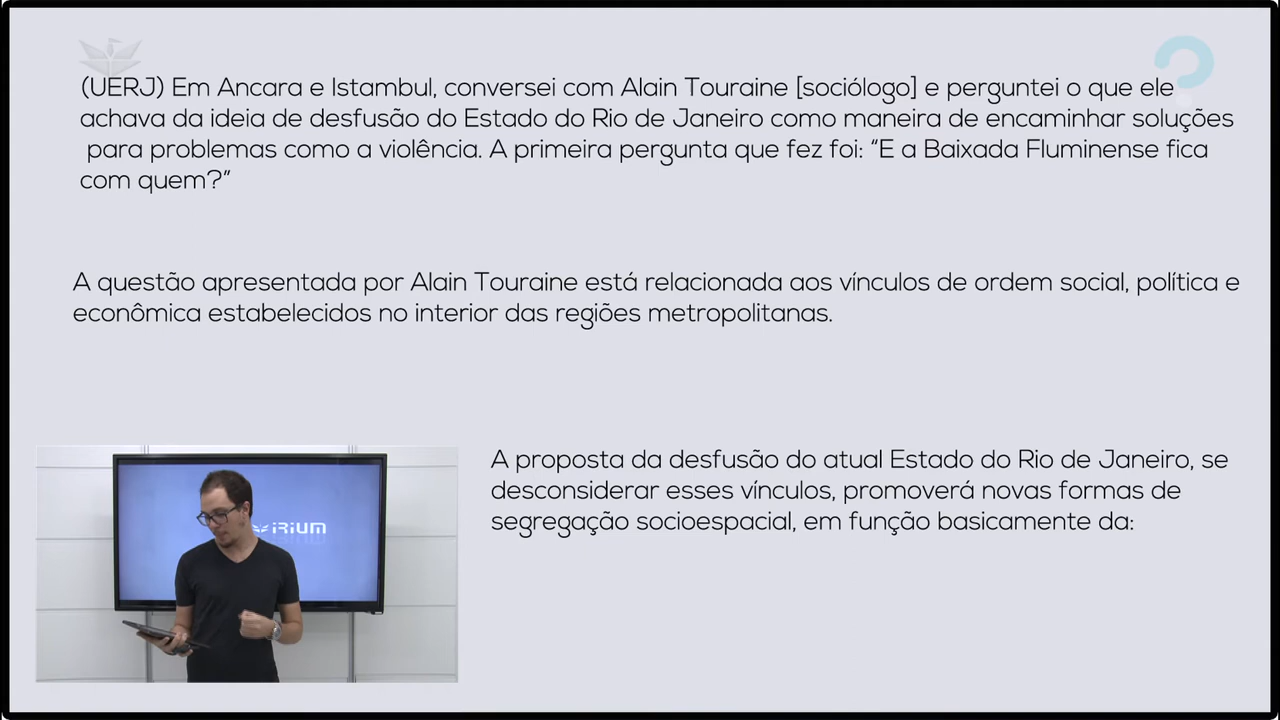 (UERJ) Em Ancara e Istambul, conversei com Alain Touraine [sociólogo] e perguntei o que ele
achava da ideia de desfusão do Estado do Rio de Janeiro como maneira de encaminhar soluções
para problemas como a violência. A primeira pergunta que fez foi: “E a Baixada Fluminense fica
com quem?”
A questão apresentada por Alain Touraine está relacionada aos vínculos de ordem social, política e
econômica estabelecidos no interior das regiões metropolitanas.
A proposta da desfusão do atual Estado do Rio de Janeiro, se
desconsiderar esses vínculos, promoverá novas formas de
segregação socioespacial, em função basicamente da:
iRiUM
?